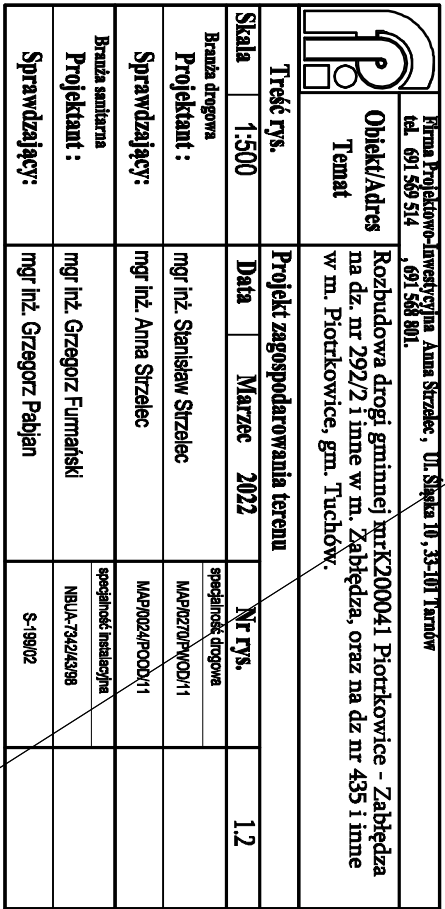 Firma Projektowo-Inwestycyjna Anna Strzelec , Ul. Śląska 10 , 33-101 Tarnów
tel. 691 569 514 , 691 568 801.
Obiekt/Adres
Temat
Rozbudowa drogi gminnej nrK200041 Piotrkowice - Zabłędza
na dz. nr 292/2 i inne w m. Zabłędza, oraz na dz nr 435 i inne
w m. Piotrkowice, gm. Tuchów.
Treść rys.
Projekt zagospodarowania terenu
Skala 1:500 Data Marzec 2022 Nr rys. 1.2
Branża drogowa
Projektant :
mgr inż. Stanisław Strzelec
specjalność drogowa
MAP/0270/PWOD/11
Sprawdzający:
mgr inż. Anna Strzelec
MAP/0024/POOD/11
Branża sanitarna
Projektant :
mgr inż. Grzegorz Furmański
specjalność instalacyjna
NBUA-7342/43/98
Sprawdzający:
mgr inż. Grzegorz Pabjan
S-199/02